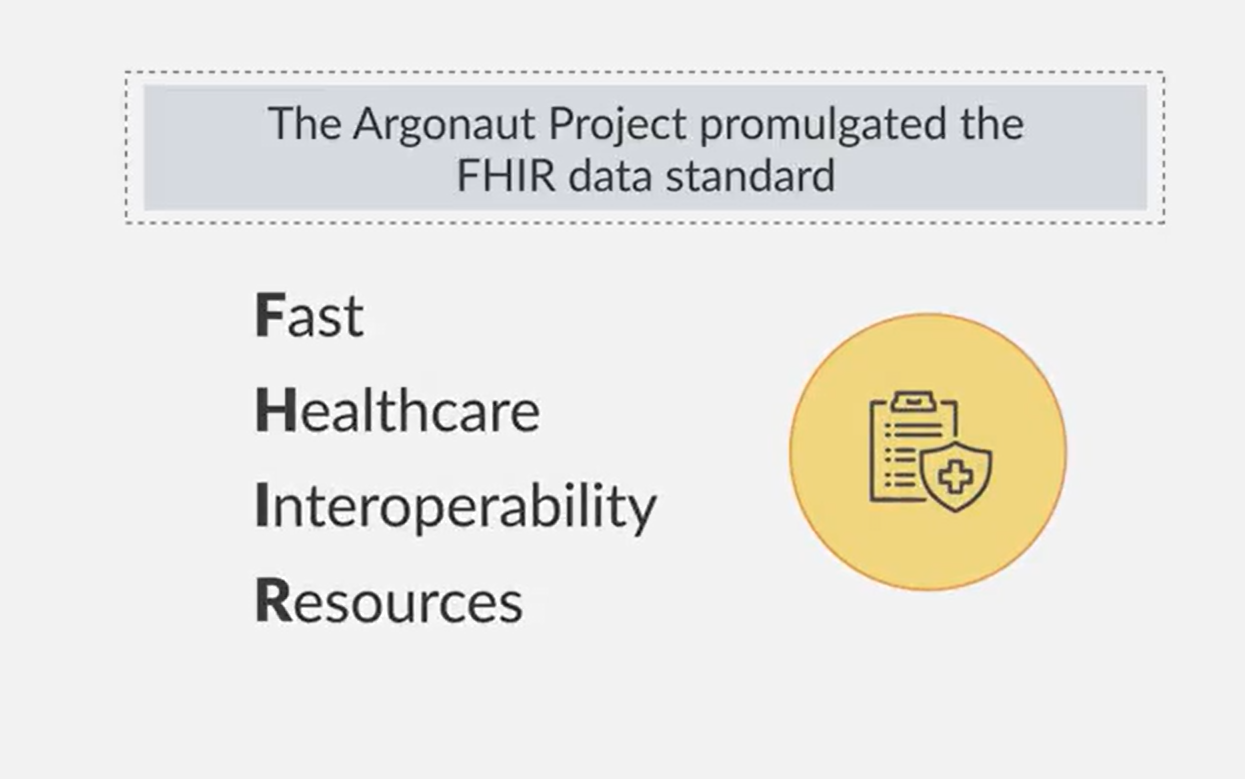 The Argonaut Project promulgated the
FHIR data standard
Fast
Healthcare
Interoperability
Resources